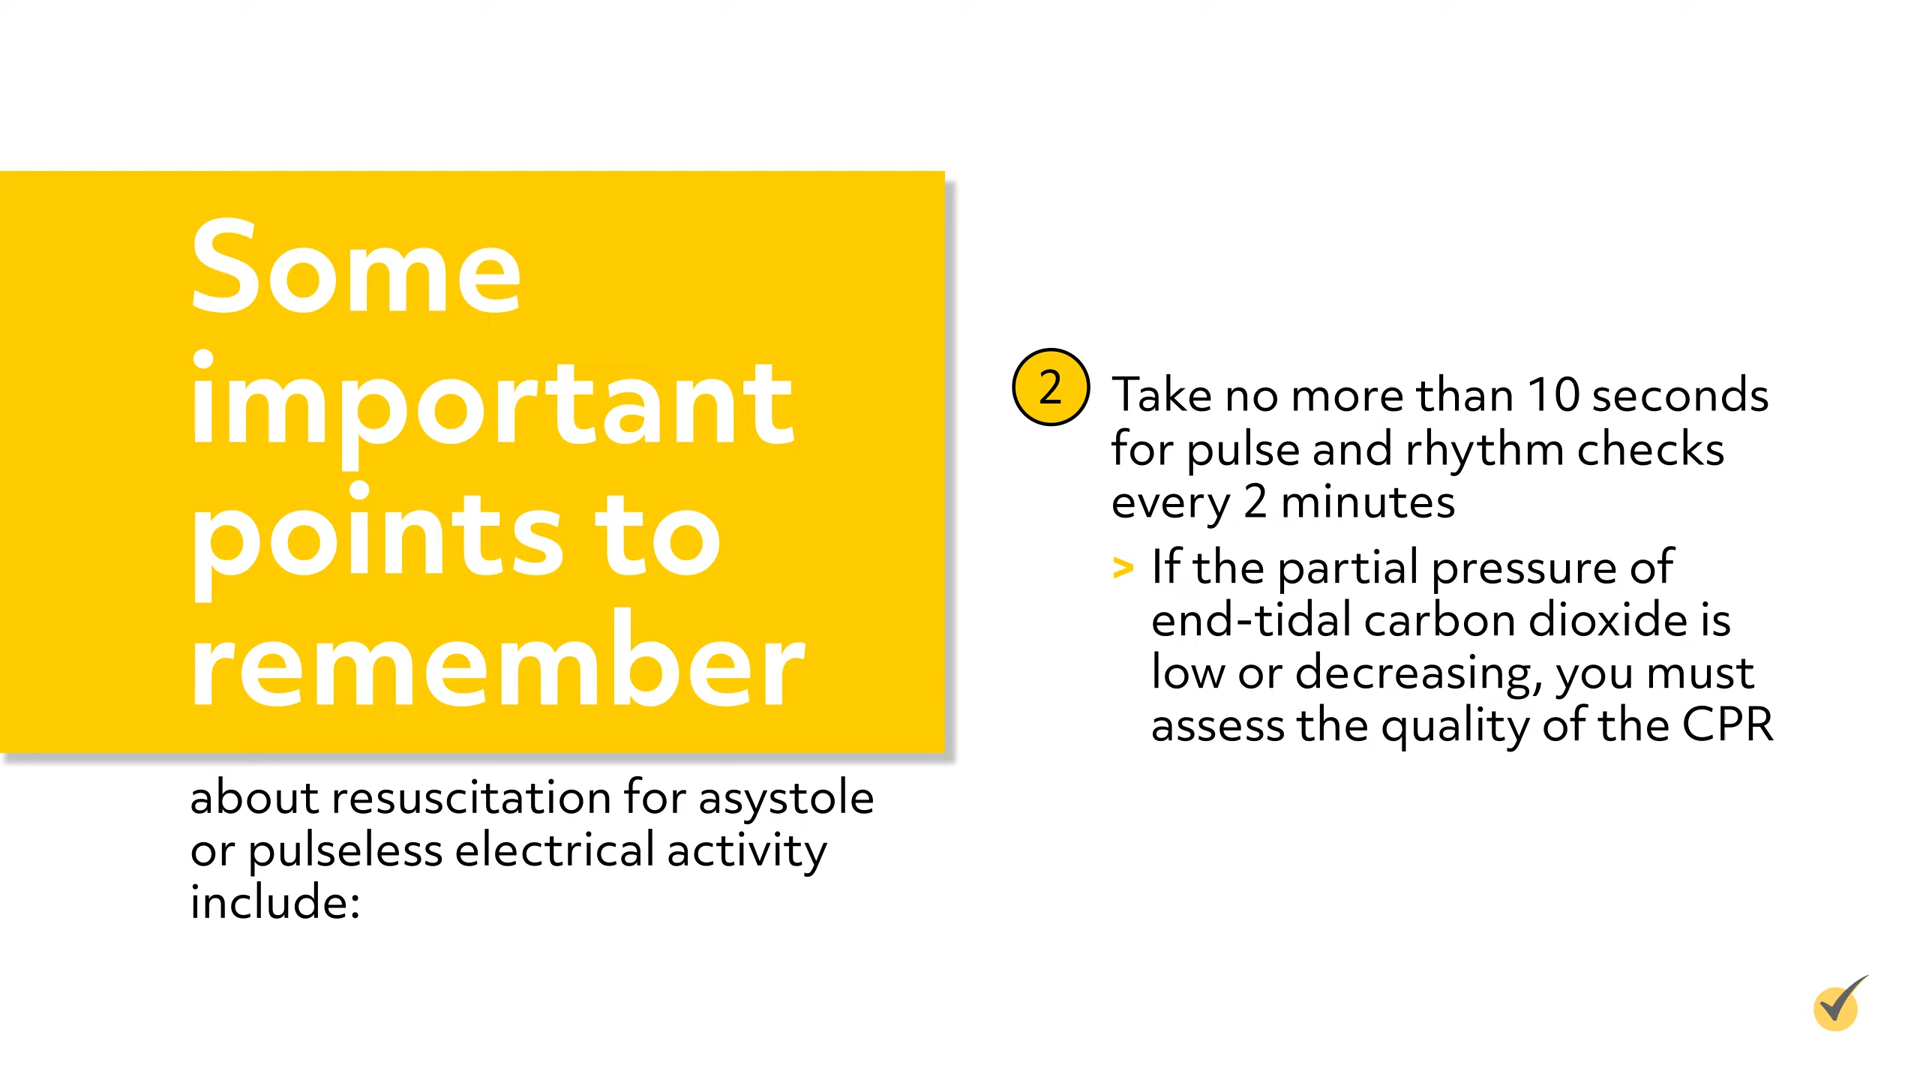 Some
important
points to
remember
about resuscitation for asystole
or pulseless electrical activity
include:
2
Take no more than 10 seconds
for pulse and rhythm checks
every 2 minutes
> If the partial pressure of
end-tidal carbon dioxide is
low or decreasing, you must
assess the quality of the CPR